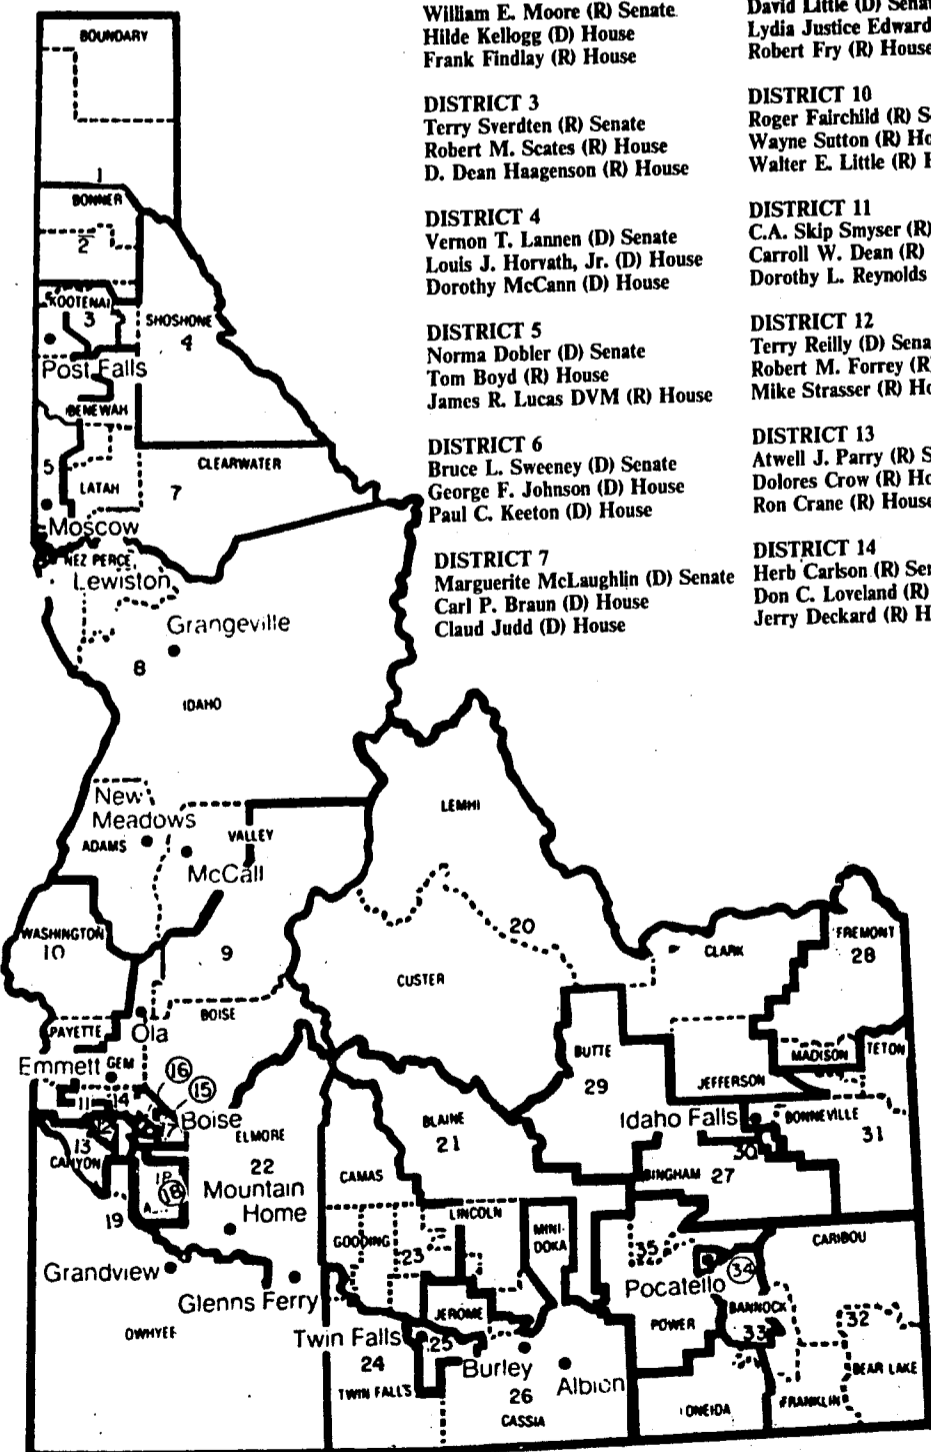 William E. Moore (R) Senate
Hilde Kellogg (D) House
Frank Findlay (R) House
DISTRICT 3
Terry Sverdten (R) Senate
Robert M. Scates (R) House
D. Dean Haagenson (R) House
DISTRICT 4
Vernon T. Lannen (D) Senate
Louis J. Horvath, Jr. (D) House
Dorothy McCann (D) House
DISTRICT 5
Norma Dobler (D) Senate
Tom Boyd (R) House
James R. Lucas DVM (R) House
DISTRICT 6
Bruce L. Sweeney (D) Senate
George F. Johnson (D) House
Paul C. Keeton (D) House
DISTRICT 7
Marguerite McLaughlin (D) Senate
Carl P. Braun (D) House
Claud Judd (D) House
David Little (D) Senat
Lydia Justice Edward
Robert Fry (R) House
DISTRICT 10
Roger Fairchild (R) S
Wayne Sutton (R) Ho
Walter E. Little (R) H
DISTRICT 11
C.A. Skip Smyser (R)
Carroll W. Dean (R)
Dorothy L. Reynolds
DISTRICT 12
Terry Reilly (D) Sena
Robert M. Forrey (R)
Mike Strasser (R) Ho
DISTRICT 13
Atwell J. Parry (R) S
Dolores Crow (R) Ho
Ron Crane (R) House
DISTRICT 14
Herb Carlson (R) Sen
Don C. Loveland (R)
Jerry Deckard (R) H
BOUNDARY
1
BONNER
2
KOOTENAI
3
SHOSHONE
4
Post Falls
BENEWAH
5
LATAH
CLEARWATER
7
Moscow
NEZ PERCE
Lewiston
Grangeville
8
IDAHO
New
Meadows
ADAMS
VALLEY
McCall
LEMHI
WASHINGTON
10
9
20
CUSTER
CLARK
FREMONT
28
PAYETTE
Ola
BOISE
Emmett
GEM
BUTTE
29
MADISON
TETON
JEFFERSON
16
15
11
14
12
17
Boise
13
CANYON
ELMORE
22
BLAINE
21
Idaho Falls
BONNEVILLE
31
30
BINGHAM 27
CAMAS
18
19
Mountain
Home
GOODING
23
LINCOLN
MINI-
DOKA
CARIBOU
35
Grandview
Glenns Ferry
Pocatello
34
OWHYEE
JEROME
POWER
BANNOCK
33
32
Twin Falls
25
24
Burley
Albion
BEAR LAKE
TWIN FALLS
26
CASSIA
ONEIDA
FRANKLIN